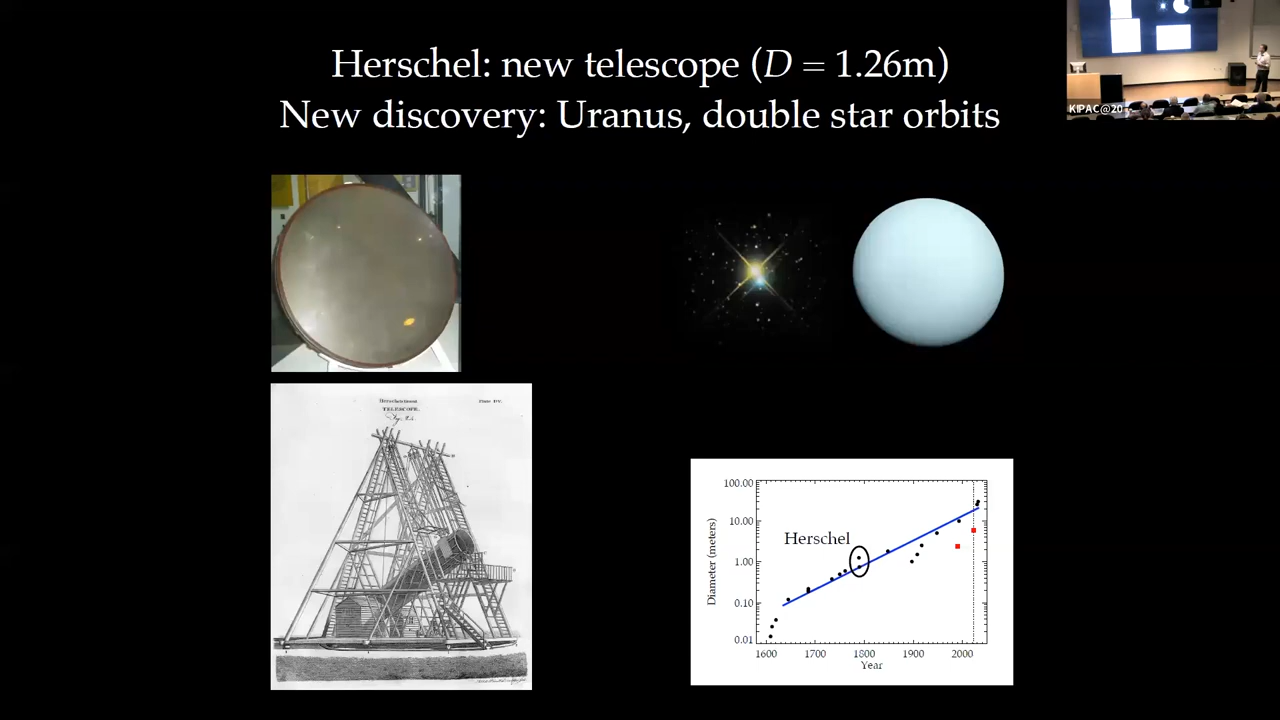 Herschel: new telescope (D = 1.26m)
New discovery: Uranus, double star orbits
KIPAC@20
TELESCOPE.
100.00
10.00
1.00
0.10
0.01
Diameter (meters)
Herschel
1600 1700 1800 1900 2000
Year